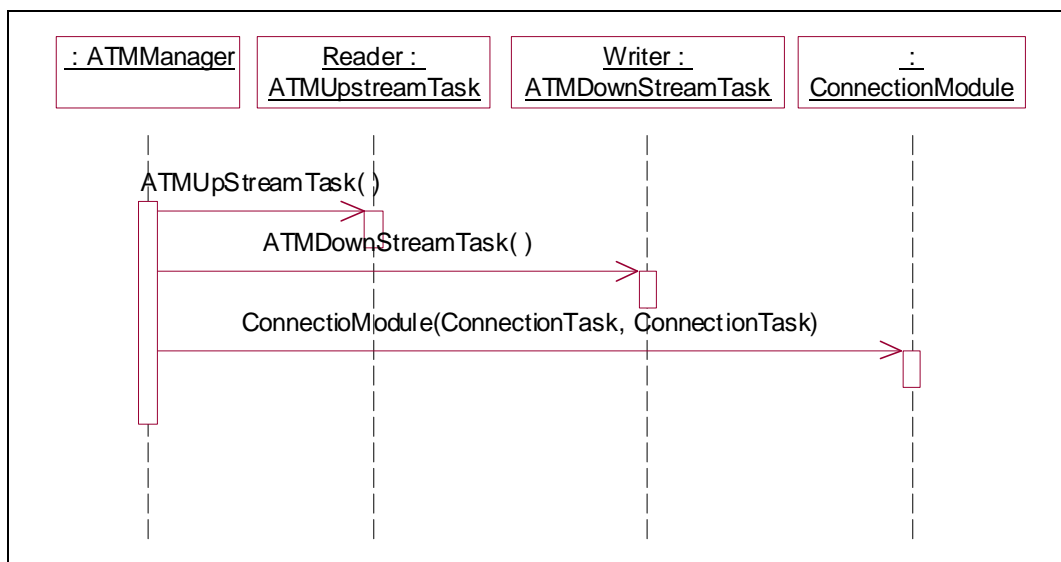 : ATMManager
Reader :
ATMUpstreamTask
Writer :
ATMDownStreamTask
:
ConnectionModule
ATMUpStreamTask( )
ATMDownStreamTask( )
ConnectioModule(ConnectionTask, ConnectionTask)